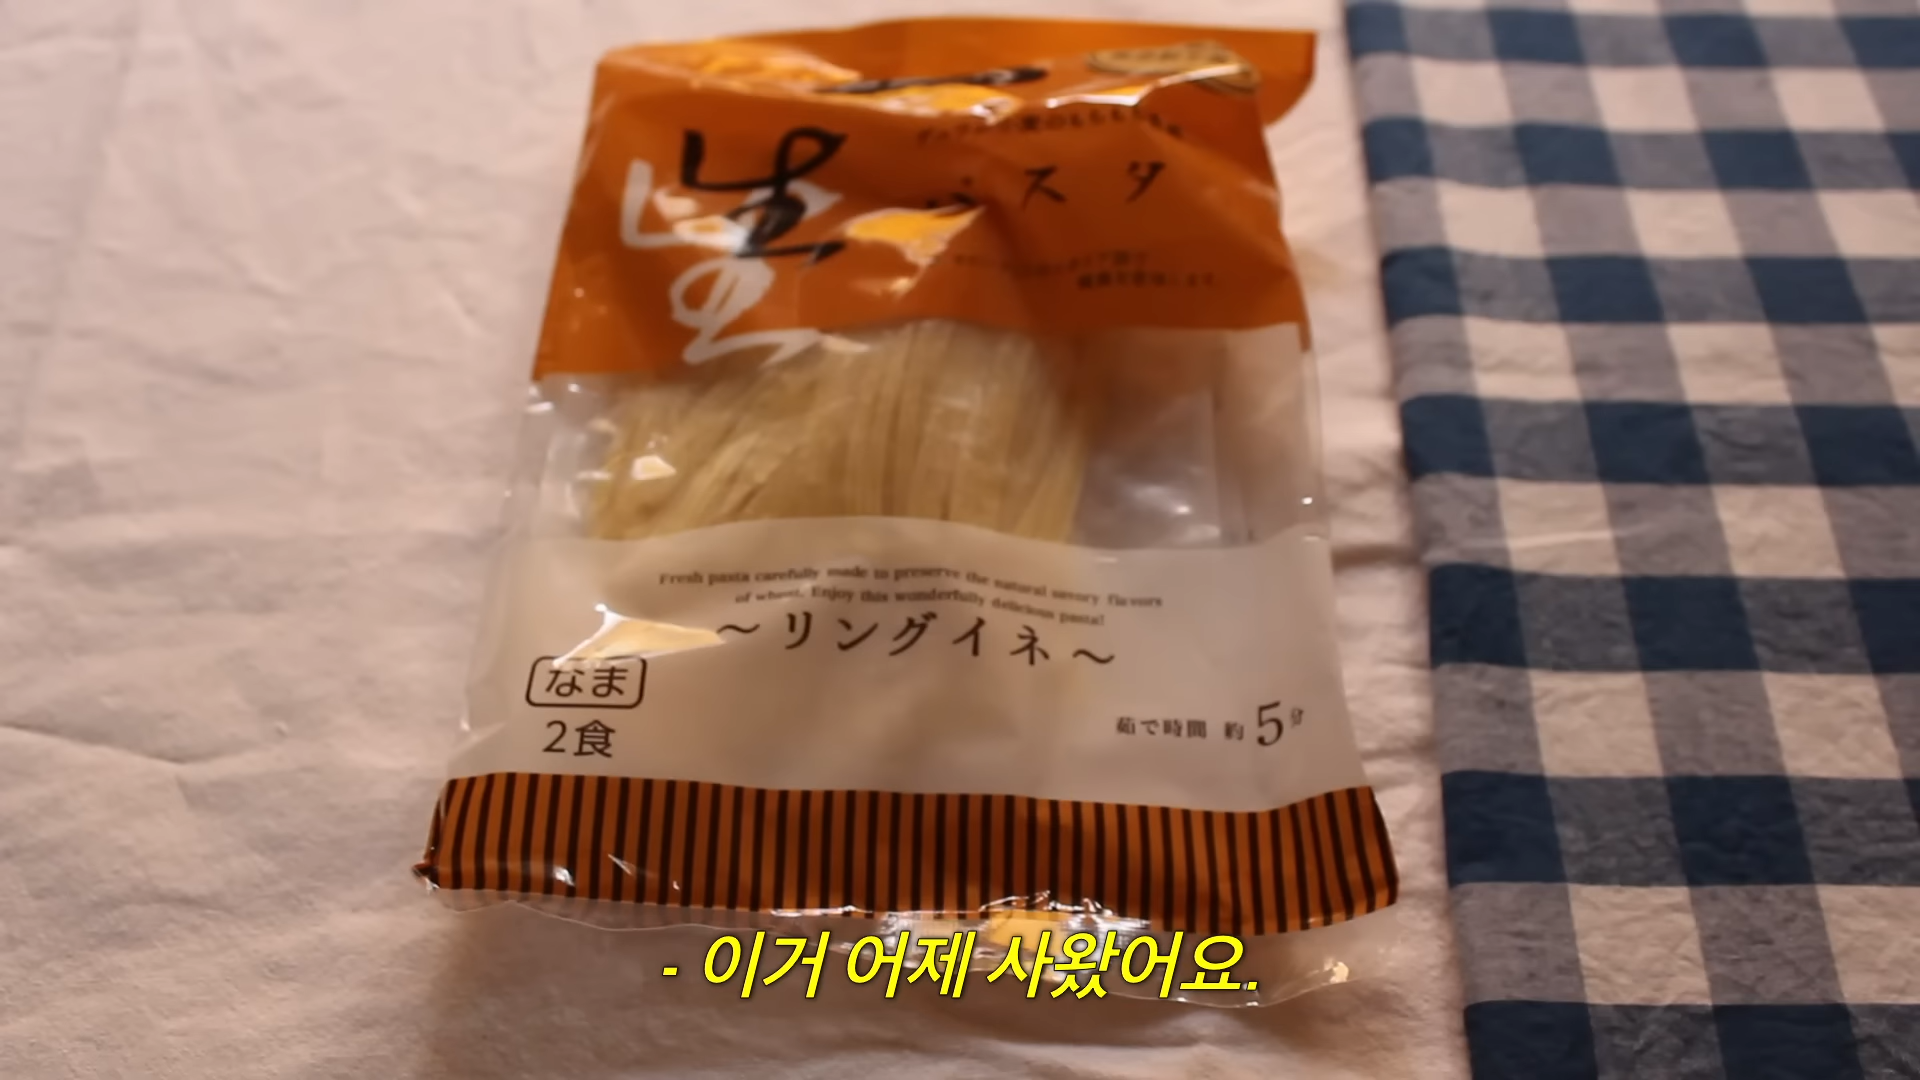 生
生
パスタ
Fresh pasta carefully made to preserve the natural savory flavors
of wheat. Enjoy this wonderfully delicious pasta!
～リングイネ～
なま
2食
茹で時間 約5分
- 이거 어제 사왔어요.